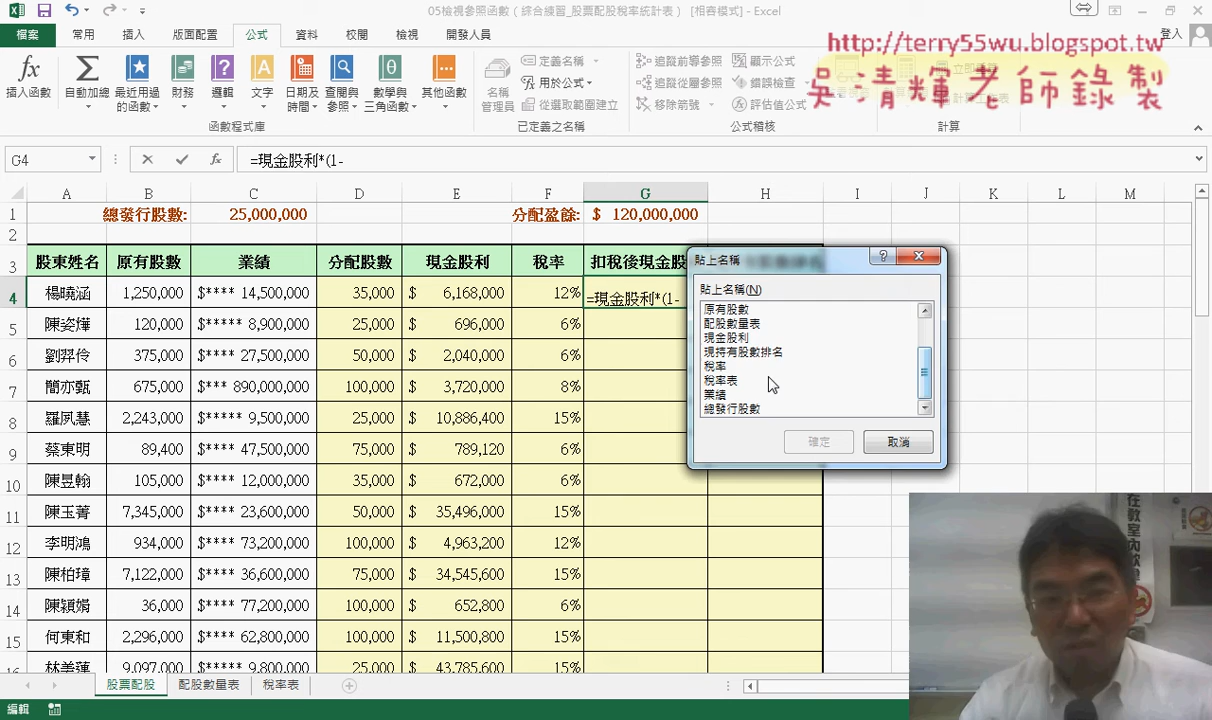 05檢視參照函數 ( 綜合練習_股票配股稅率統計表 ) [相容模式] - Excel
檔案 常用 插入 版面配置 公式 資料 校閱 檢視 開發人員 登入
http://terry55wu.blogspot.tw
吳清輝老師錄製
插入函數 自動加總 最近用過的函數 財務 邏輯 文字 日期及時間 查閱與參照 數學與三角函數 其他函數
名稱管理員 定義名稱 用於公式 從選取範圍建立
追蹤前導參照 追蹤從屬參照 移除箭號 顯示公式 錯誤檢查 評估值公式
函數程式庫 已定義之名稱 公式稽核 計算
G4 =現金股利*(1-
A B C D E F G H I J K L M
1 總發行股數: 25,000,000 分配盈餘: $ 120,000,000
2
3 股東姓名 原有股數 業績 分配股數 現金股利 稅率 扣稅後現金股
4 楊曉涵 1,250,000 $**** 14,500,000 35,000 $ 6,168,000 12% =現金股利*(1-
5 陳姿燁 120,000 $***** 8,900,000 25,000 $ 696,000 6%
6 劉羿伶 375,000 $**** 27,500,000 50,000 $ 2,040,000 6%
7 簡亦甄 675,000 $*** 890,000,000 100,000 $ 3,720,000 8%
8 羅夙慧 2,243,000 $***** 9,500,000 25,000 $ 10,886,400 15%
9 蔡東明 89,400 $**** 47,500,000 75,000 $ 789,120 6%
10 陳昱翰 105,000 $**** 12,000,000 35,000 $ 672,000 6%
11 陳玉菁 7,345,000 $**** 23,600,000 50,000 $ 35,496,000 15%
12 李明鴻 934,000 $**** 73,200,000 100,000 $ 4,963,200 12%
13 陳柏璋 7,122,000 $**** 36,600,000 75,000 $ 34,545,600 15%
14 陳穎娟 36,000 $**** 77,200,000 100,000 $ 652,800 6%
15 何東和 2,296,000 $**** 62,800,000 100,000 $ 11,500,800 15%
16 林美蓮 9,097,000 $***** 9,800,000 25,000 $ 43,785,600 15%
貼上名稱
貼上名稱(N)
原有股數
配股數量表
現金股利
現持有股數排名
稅率
稅率表
業績
總發行股數
確定 取消
在教室內飲
股票配股 配股數量表 稅率表
編輯